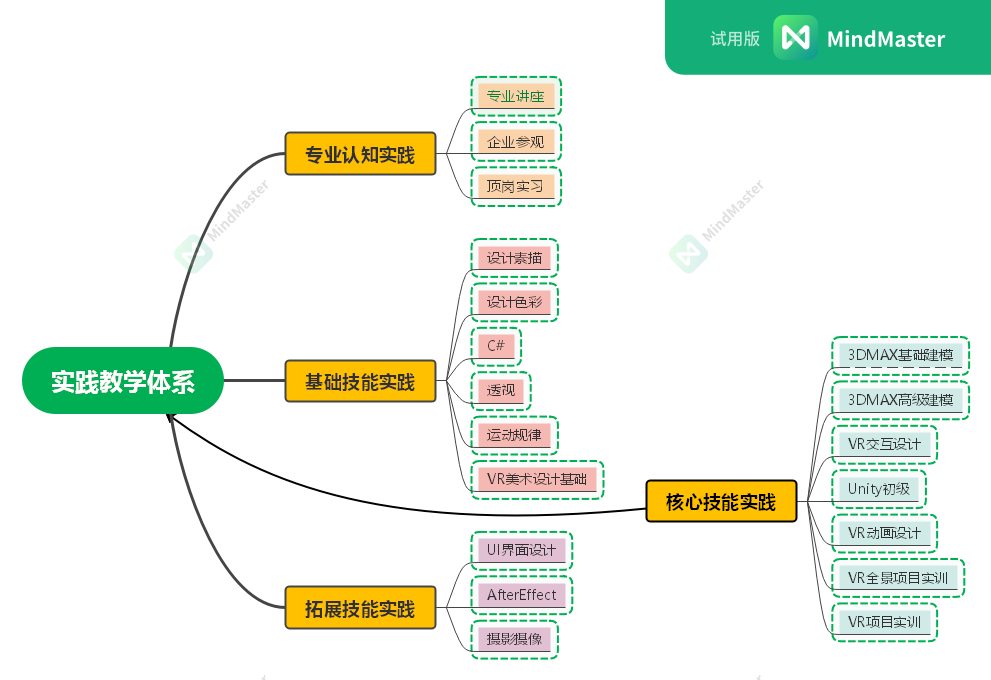 试用版 MindMaster
实践教学体系
专业认知实践
专业讲座
企业参观
顶岗实习
基础技能实践
设计素描
设计色彩
C#
透视
运动规律
VR美术设计基础
核心技能实践
3DMAX基础建模
3DMAX高级建模
VR交互设计
Unity初级
VR动画设计
VR全景项目实训
VR项目实训
拓展技能实践
UI界面设计
AfterEffect
摄影摄像
MindMaster
MindMaster